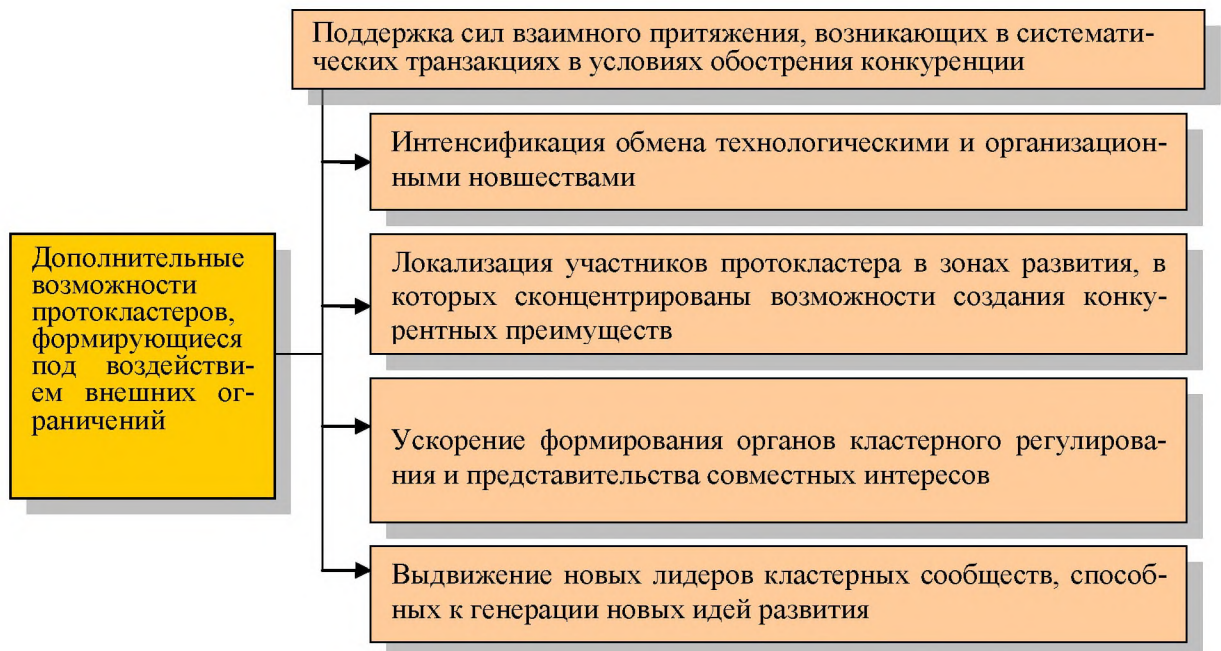 Поддержка сил взаимного притяжения, возникающих в системати-
ческих транзакциях в условиях обострения конкуренции
Интенсификация обмена технологическими и организацион-
ными новшествами
Дополнительные
возможности
протокластеров,
формирующиеся
под воздействи-
ем внешних ог-
раничений
Локализация участников протокластера в зонах развития, в
которых сконцентрированы возможности создания конку-
рентных преимуществ
Ускорение формирования органов кластерного регулирова-
ния и представительства совместных интересов
Выдвижение новых лидеров кластерных сообществ, способ-
ных к генерации новых идей развития